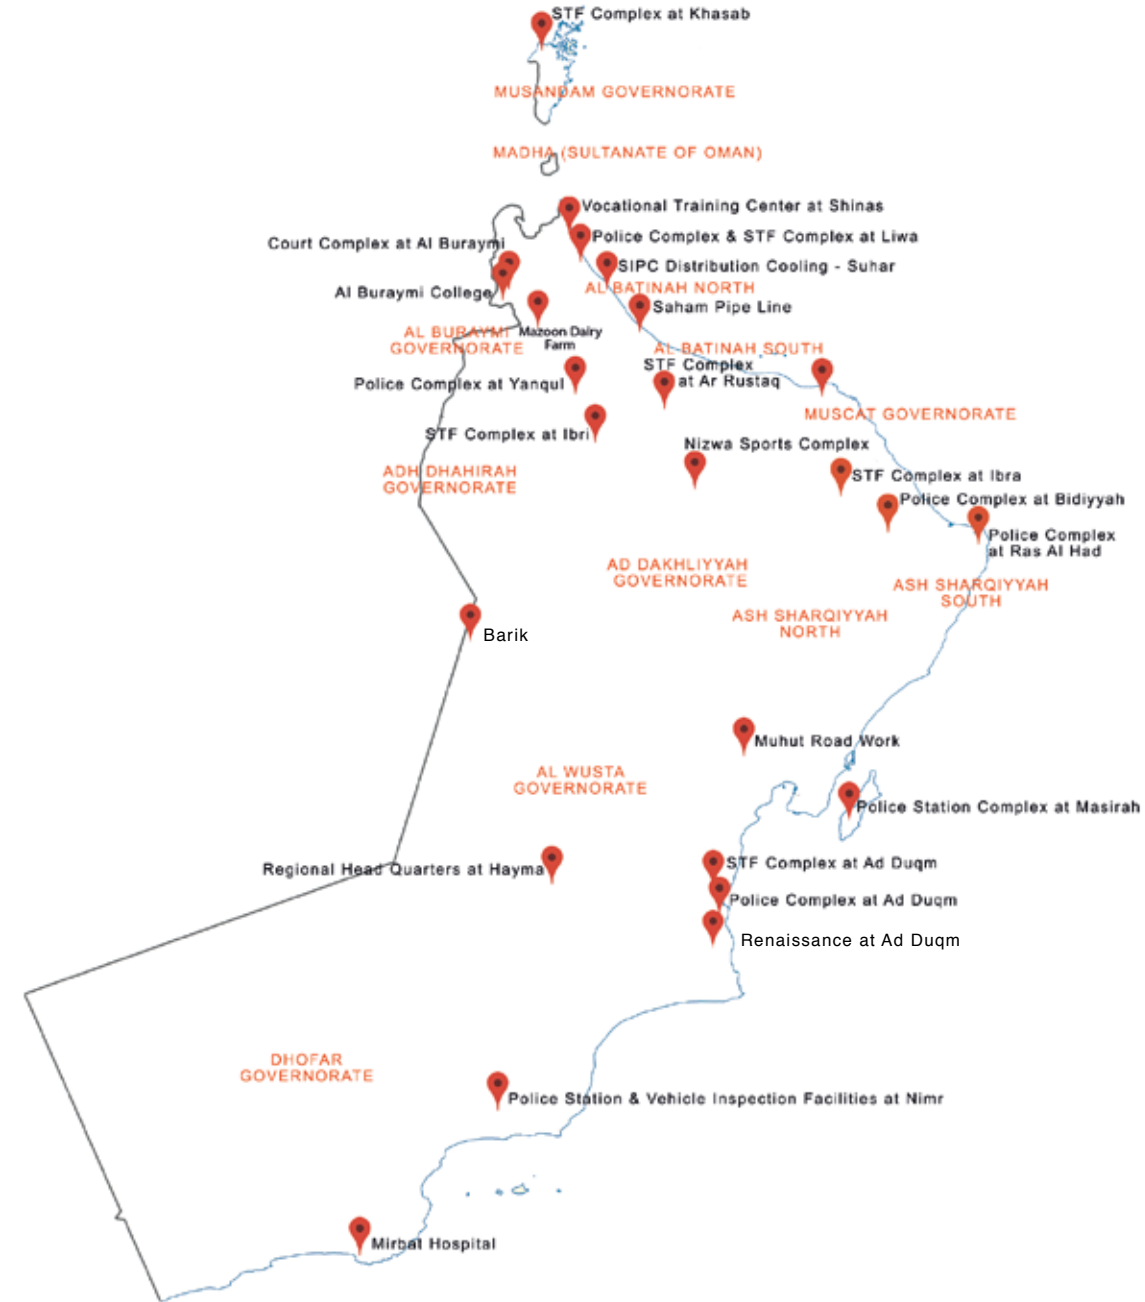 STF Complex at Khasab
MUSANDAM GOVERNORATE
MADHA (SULTANATE OF OMAN)
Vocational Training Center at Shinas
Police Complex & STF Complex at Liwa
Court Complex at Al Buraymi
SIPC Distribution Cooling - Suhar
AL BATINAH NORTH
Al Buraymi College
Saham Pipe Line
Mazoon Dairy
Farm
AL BURAYMI
GOVERNORATE
AL BATINAH SOUTH
STF Complex
at Ar Rustaq
Police Complex at Yanqul
MUSCAT GOVERNORATE
STF Complex at Ibri
Nizwa Sports Complex
ADH DHAHIRAH
GOVERNORATE
STF Complex at Ibra
Police Complex at Bidiyyah
Police Complex
at Ras Al Had
AD DAKHLIYYAH
GOVERNORATE
ASH SHARQIYYAH
SOUTH
ASH SHARQIYYAH
NORTH
Barik
Muhut Road Work
AL WUSTA
GOVERNORATE
Police Station Complex at Masirah
STF Complex at Ad Duqm
Regional Head Quarters at Hayma
Police Complex at Ad Duqm
Renaissance at Ad Duqm
DHOFAR
GOVERNORATE
Police Station & Vehicle Inspection Facilities at Nimr
Mirbat Hospital